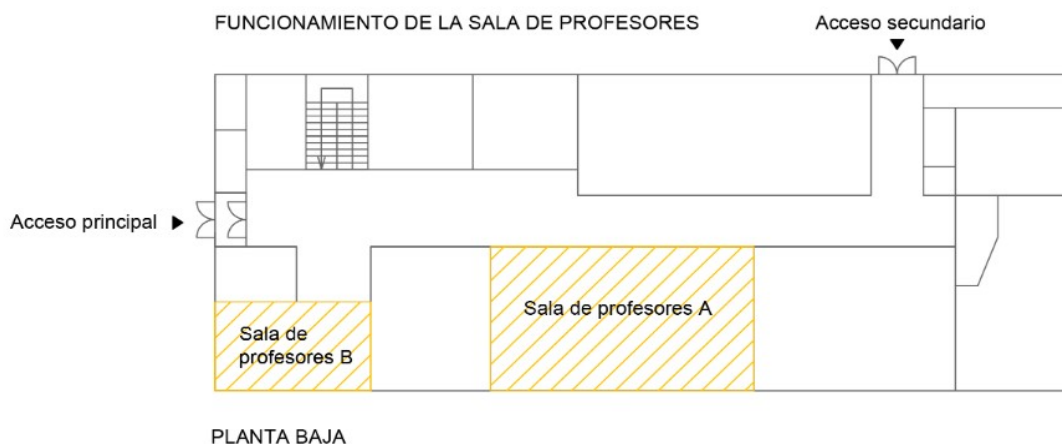 FUNCIONAMIENTO DE LA SALA DE PROFESORES
Acceso secundario
Acceso principal
Sala de profesores A
Sala de
profesores B
PLANTA BAJA